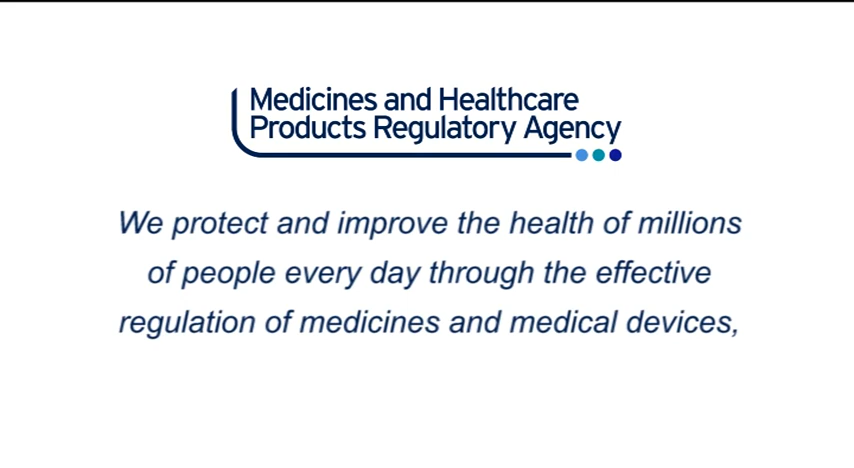 Medicines and Healthcare
Products Regulatory Agency
We protect and improve the health of millions
of people every day through the effective
regulation of medicines and medical devices,